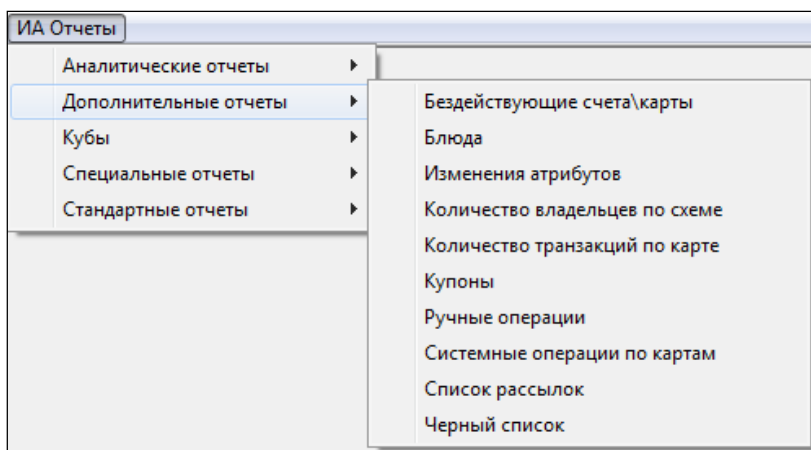 ИА Отчеты
Аналитические отчеты
Дополнительные отчеты
Кубы
Специальные отчеты
Стандартные отчеты
Бездействующие счета\карты
Блюда
Изменения атрибутов
Количество владельцев по схеме
Количество транзакций по карте
Купоны
Ручные операции
Системные операции по картам
Список рассылок
Черный список